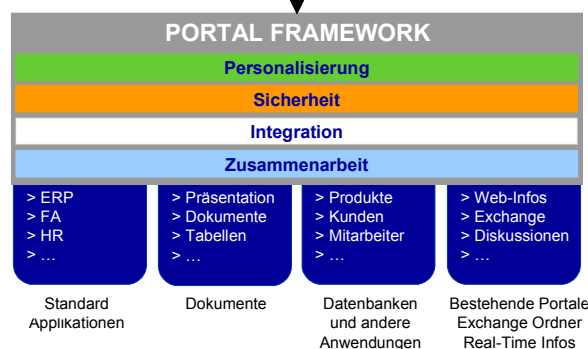 PORTAL FRAMEWORK
Personalisierung
Sicherheit
Integration
Zusammenarbeit
> ERP
> FA
> HR
> ...
> Präsentation
> Dokumente
> Tabellen
> ...
> Produkte
> Kunden
> Mitarbeiter
> ...
> Web-Infos
> Exchange
> Diskussionen
> ...
Standard
Applikationen
Dokumente
Datenbanken
und andere
Anwendungen
Bestehende Portale
Exchange Ordner
Real-Time Infos